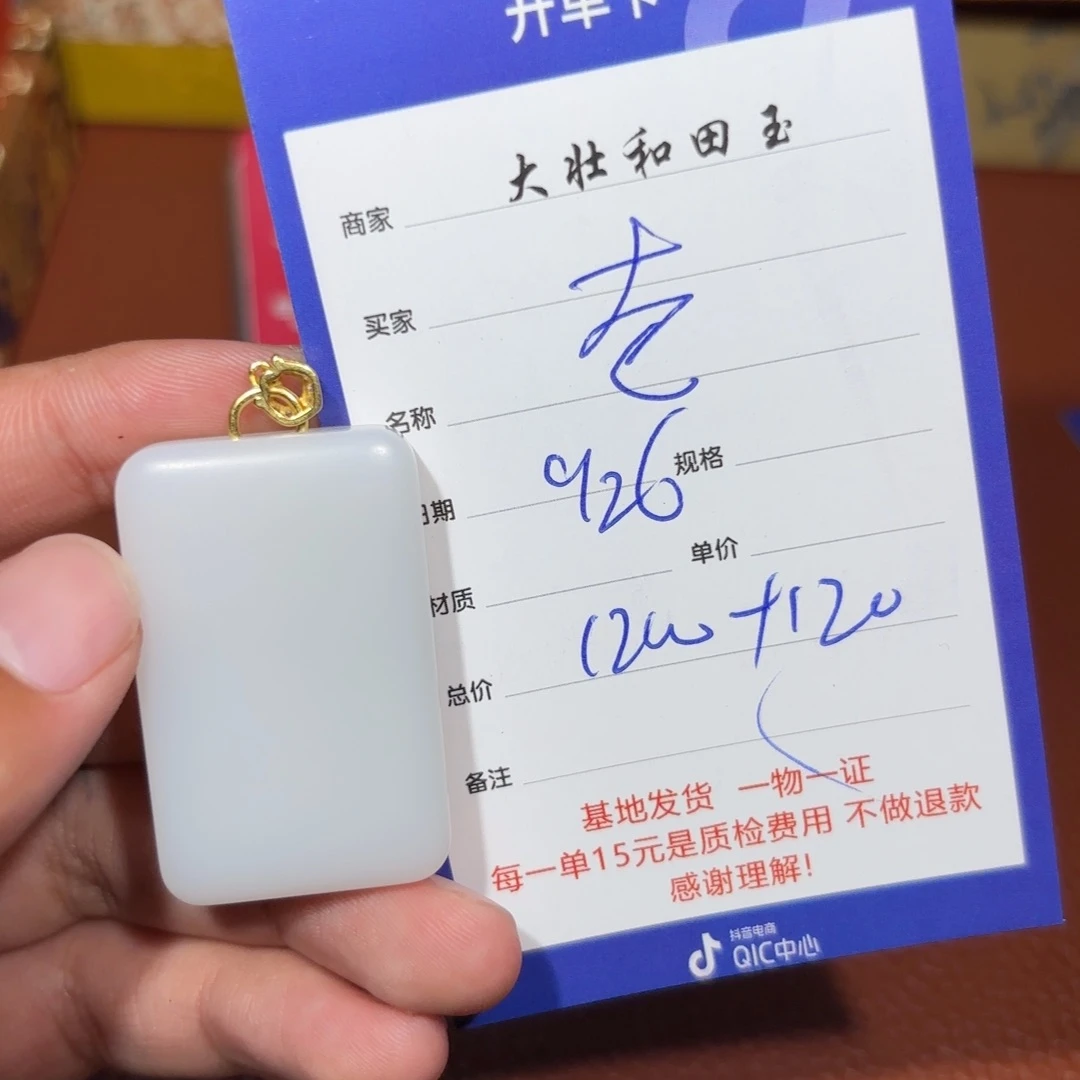 开单卡
商家 大壮和田玉
买家
名称
日期 926 规格
材质 单价
总价 1200+120
备注
基地发货 一物一证
每一单15元是质检费用 不做退款
感谢理解!
抖音电商
QIC中心